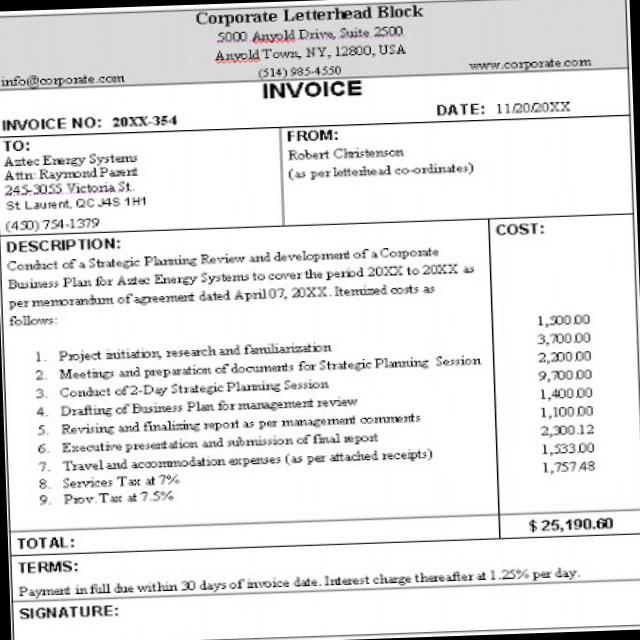 Corporate Letterhead Block
5000 Anyold Drive, Suite 2500
Anyold Town, NY, 12800, USA
(514) 985-4550
info@corporate.com
www.corporate.com
INVOICE
INVOICE NO: 20XX-354
DATE: 11/20/20XX
TO:
Aztec Energy Systems
Attn: Raymond Parent
245-3055 Victoria St.
St. Laurent, QC J4S 1H1
(450) 754-1379
FROM:
Robert Christenson
(as per letterhead co-ordinates)
DESCRIPTION:
COST:
Conduct of a Strategic Planning Review and development of a Corporate
Business Plan for Aztec Energy Systems to cover the period 20XX to 20XX as
per memorandum of agreement dated April 07, 20XX. Itemized costs as
follows:
1. Project initiation, research and familiarization 1,500.00
2. Meetings and preparation of documents for Strategic Planning Session 3,700.00
3. Conduct of 2-Day Strategic Planning Session 2,200.00
4. Drafting of Business Plan for management review 9,700.00
5. Revising and finalizing report as per management comments 1,400.00
6. Executive presentation and submission of final report 1,100.00
7. Travel and accommodation expenses (as per attached receipts) 2,300.12
8. Services Tax at 7% 1,533.00
9. Prov. Tax at 7.5% 1,757.48
TOTAL: $ 25,190.60
TERMS:
Payment in full due within 30 days of invoice date. Interest charge thereafter at 1.25% per day.
SIGNATURE: